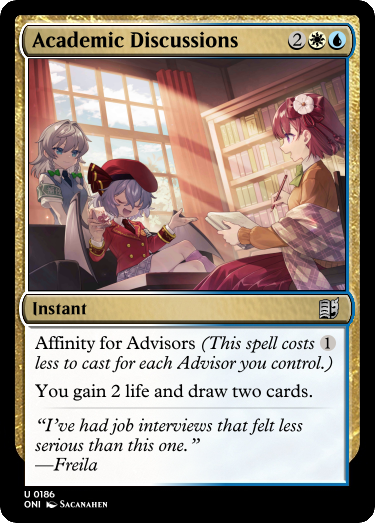 Academic Discussions 2
Instant
Affinity for Advisors (This spell costs 1
less to cast for each Advisor you control.)
You gain 2 life and draw two cards.
“I’ve had job interviews that felt less
serious than this one.”
—Freila
U 0186
ONI SACANAHEN